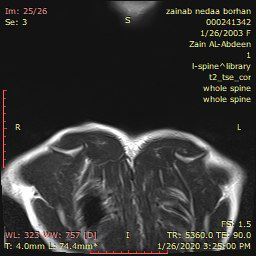 Im: 25/26
Se: 3
S
zainab nedaa borhan
000241342
1/26/2003 F
Zain AL-Abdeen
1
l-spine^library
t2_tse_cor
whole spine
whole spine
R
L
WL: 323 WW: 757 [D]
T: 4.0mm L: 74.4mm
I
FS: 1.5
TR: 5360.0 TE: 90.0
1/26/2020 3:25:00 PM